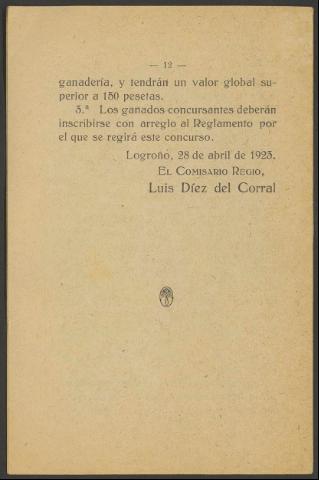 — 12 —
ganadería, y tendrán un valor global su-
perior a 150 pesetas.
3.ª Los ganados concursantes deberán
inscribirse con arreglo al Reglamento por
el que se regirá este concurso.
Logroño, 28 de abril de 1923.
EL COMISARIO REGIO,
Luis Díez del Corral